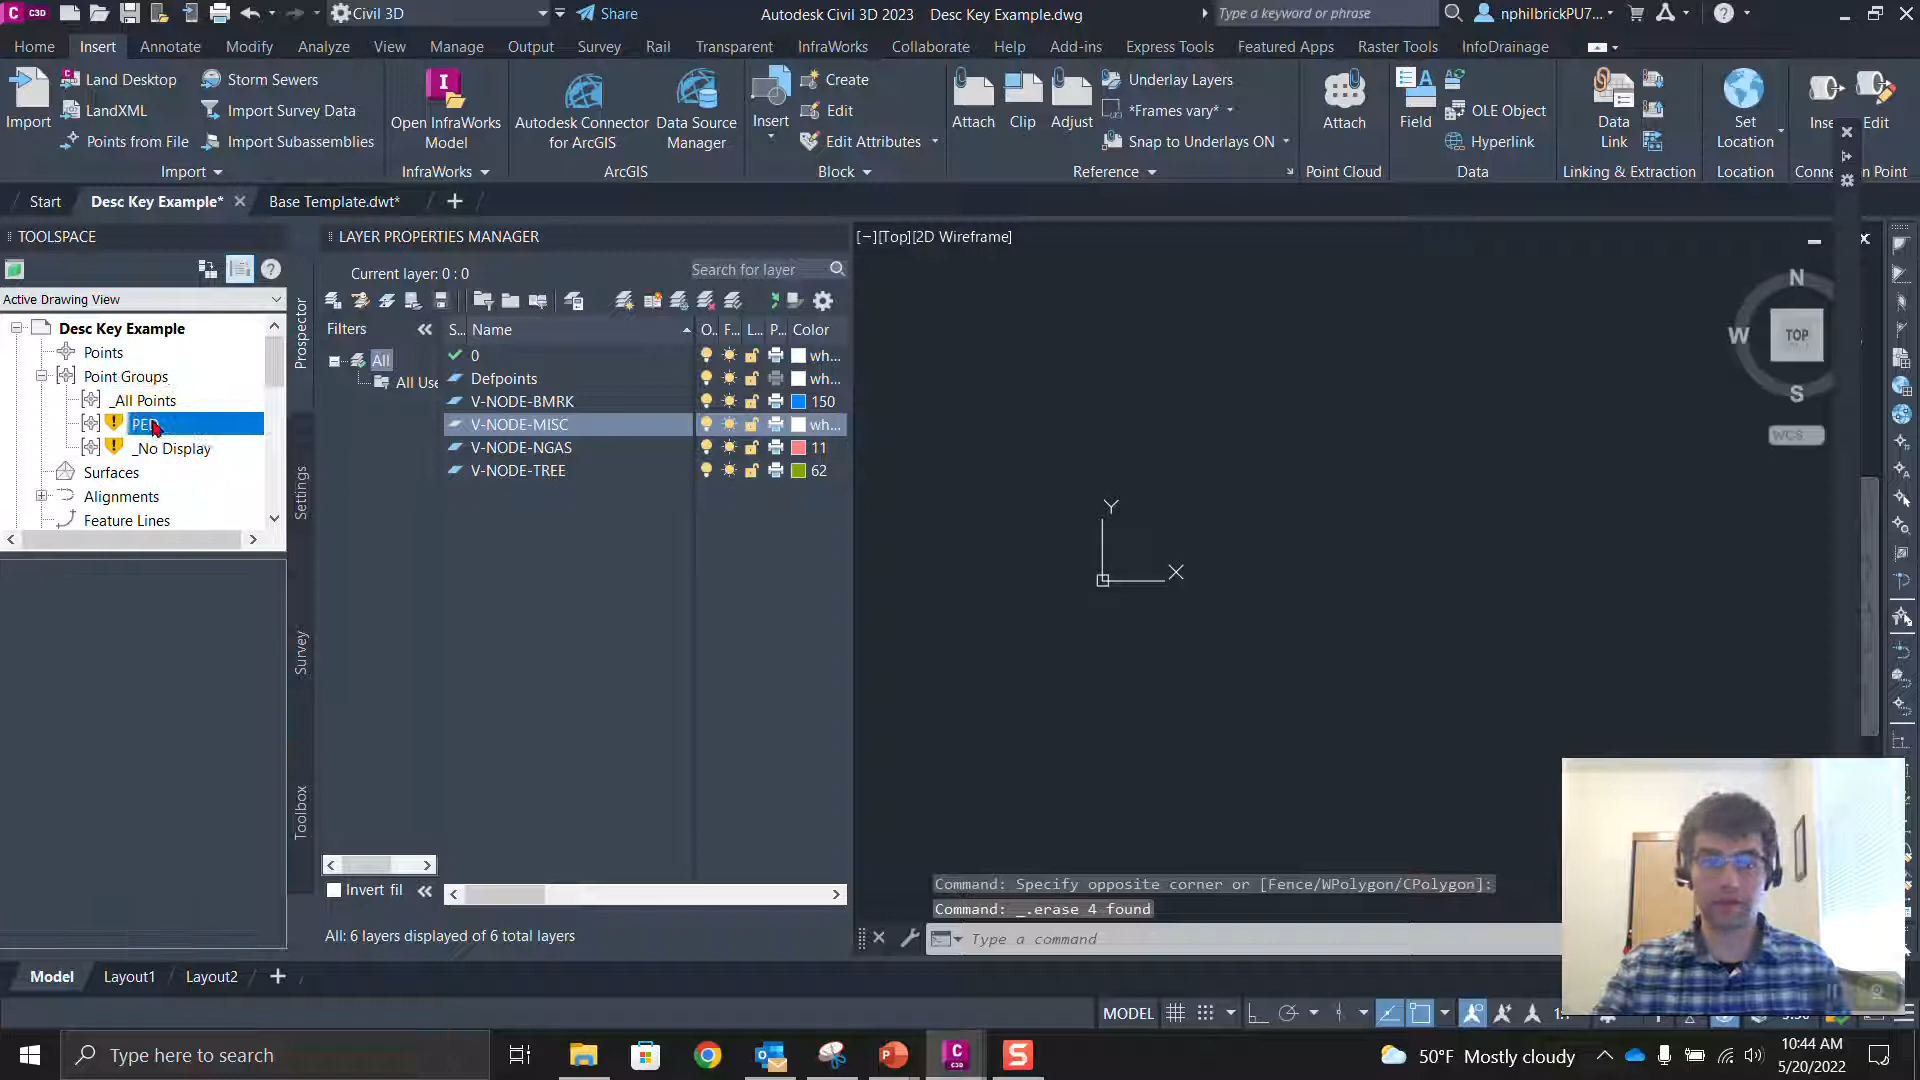 C3D
Civil 3D
Share
Autodesk Civil 3D 2023 Desc Key Example.dwg
Type a keyword or phrase
nphilbrickPU7...
Home Insert Annotate Modify Analyze View Manage Output Survey Rail Transparent InfraWorks Collaborate Help Add-ins Express Tools Featured Apps Raster Tools InfoDrainage
Import
Land Desktop
LandXML
Points from File
Storm Sewers
Import Survey Data
Import Subassemblies
Import
Open InfraWorks
Model
InfraWorks
Autodesk Connector
for ArcGIS
Data Source
Manager
ArcGIS
Insert
Create
Edit
Edit Attributes
Block
Attach
Clip
Adjust
Underlay Layers
*Frames vary*
Snap to Underlays ON
Reference
Attach
Point Cloud
Field
OLE Object
Hyperlink
Data
Data
Link
Linking & Extraction
Set
Location
Location
Inse
Edit
Conne
n Point
Start
Desc Key Example*
Base Template.dwt*
TOOLSPACE
Active Drawing View
Desc Key Example
Points
Point Groups
_All Points
PED
_No Display
Surfaces
Alignments
Feature Lines
Prospector
Settings
Survey
Toolbox
LAYER PROPERTIES MANAGER
Current layer: 0 : 0
Search for layer
Filters
All
All Use
S.. Name O. F... L... P.. Color
0 wh...
Defpoints wh...
V-NODE-BMRK 150
V-NODE-MISC wh...
V-NODE-NGAS 11
V-NODE-TREE 62
Invert fil
All: 6 layers displayed of 6 total layers
[−][Top][2D Wireframe]
N
W
TOP
S
WCS
Y
X
Command: Specify opposite corner or [Fence/WPolygon/CPolygon]:
Command: _.erase 4 found
Type a command
Model
Layout1
Layout2
MODEL
Type here to search
C3D
50°F Mostly cloudy
10:44 AM
5/20/2022